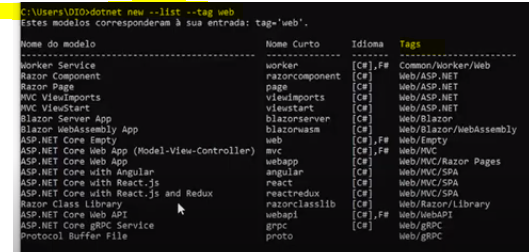 C:\Users\DIO>dotnet new --list --tag web
Estes modelos corresponderam à sua entrada: tag='web'.
Nome do modelo Nome Curto Idioma Tags
Worker Service worker [C#],F# Common/Worker/Web
Razor Component razorcomponent [C#] Web/ASP.NET
Razor Page page [C#] Web/ASP.NET
MVC ViewImports viewimports [C#] Web/ASP.NET
MVC ViewStart viewstart [C#] Web/ASP.NET
Blazor Server App blazorserver [C#] Web/Blazor
Blazor WebAssembly App blazorwasm [C#] Web/Blazor/WebAssembly
ASP.NET Core Empty web [C#],F# Web/Empty
ASP.NET Core Web App (Model-View-Controller) mvc [C#],F# Web/MVC
ASP.NET Core Web App webapp [C#] Web/MVC/Razor Pages
ASP.NET Core with Angular angular [C#] Web/MVC/SPA
ASP.NET Core with React.js react [C#] Web/MVC/SPA
ASP.NET Core with React.js and Redux reactredux [C#] Web/MVC/SPA
Razor Class Library razorclasslib [C#] Web/Razor/Library
ASP.NET Core Web API webapi [C#],F# Web/WebAPI
ASP.NET Core gRPC Service grpc [C#] Web/gRPC
Protocol Buffer File proto Web/gRPC